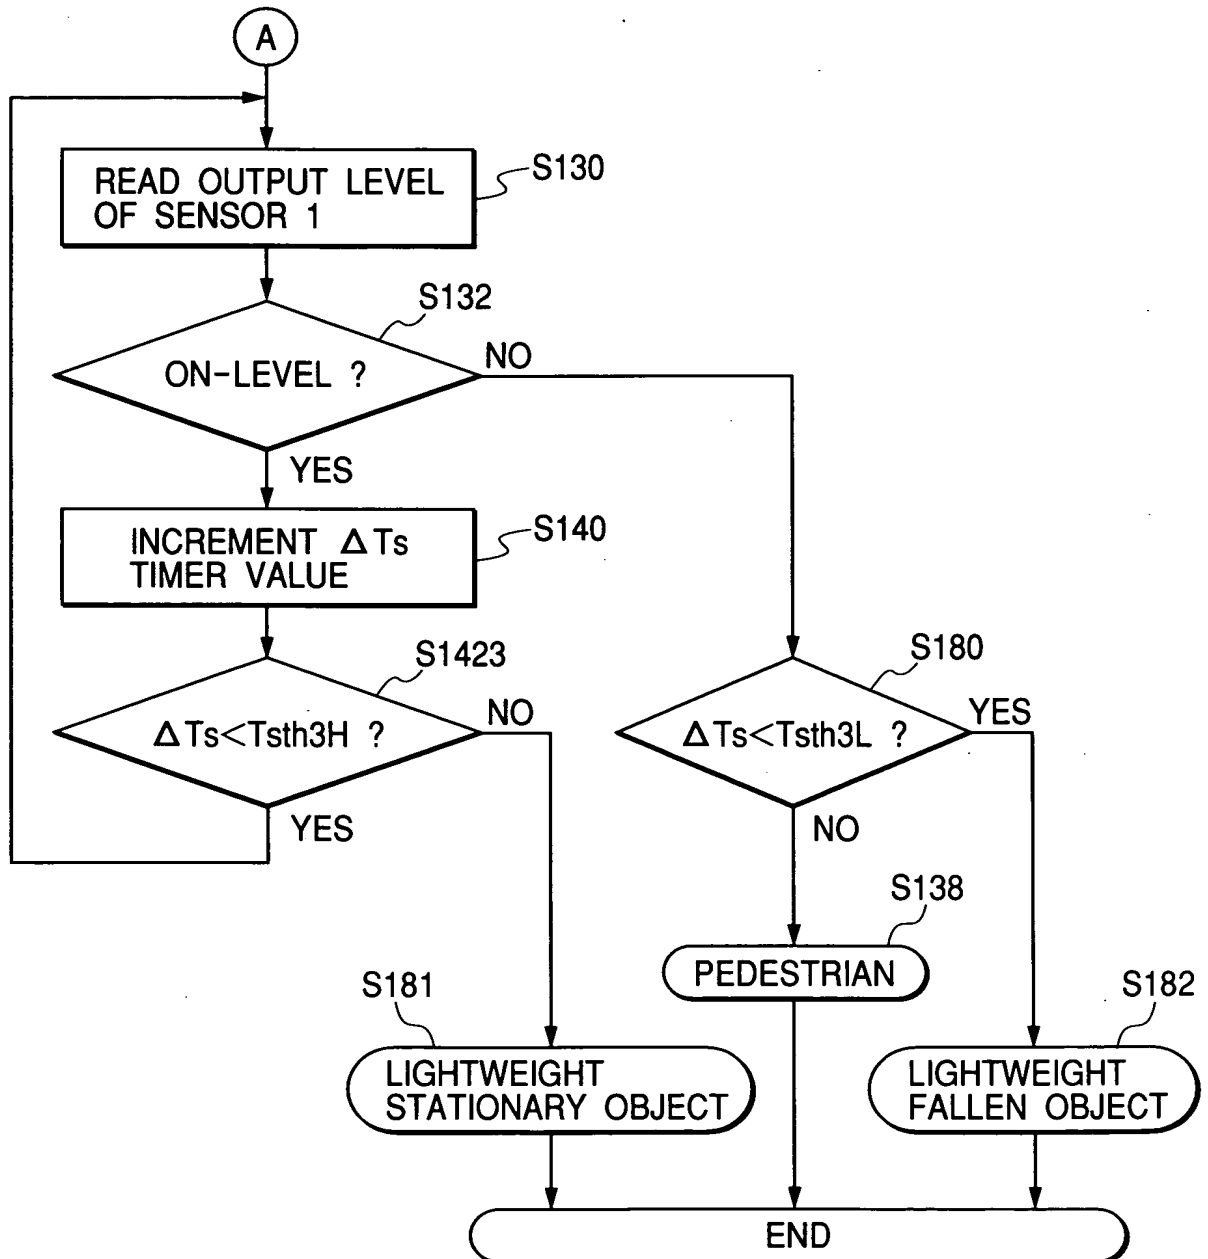 A
READ OUTPUT LEVEL
OF SENSOR 1
S130
S132
ON-LEVEL ?
NO
YES
INCREMENT ΔTs
TIMER VALUE
S140
S1423
ΔTs<Tsth3H ?
NO
YES
S180
ΔTs<Tsth3L ?
YES
NO
S138
PEDESTRIAN
S181
LIGHTWEIGHT
STATIONARY OBJECT
S182
LIGHTWEIGHT
FALLEN OBJECT
END